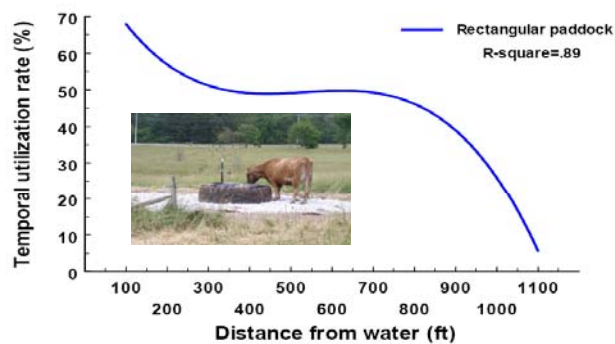 Temporal utilization rate (%)
70
60
50
40
30
20
10
0
Rectangular paddock
R-square=.89
100 300 500 700 900 1100
200 400 600 800 1000
Distance from water (ft)